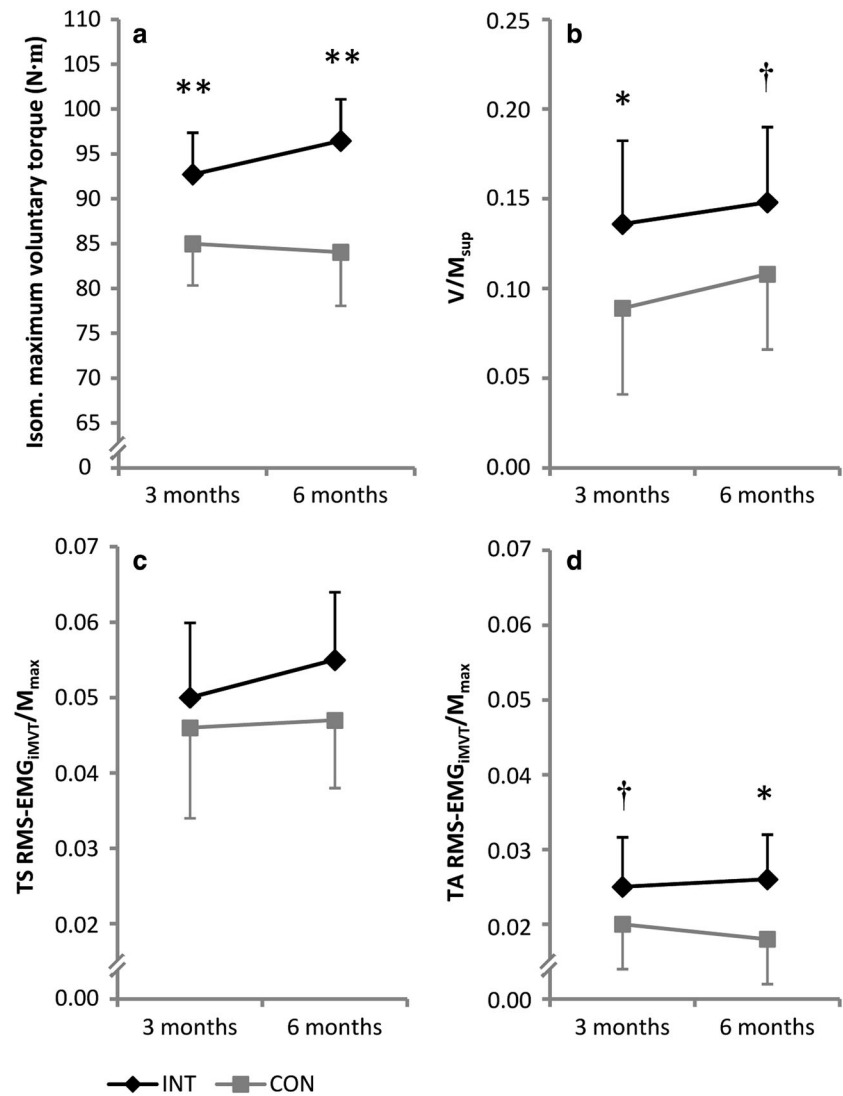 a
Isom. maximum voluntary torque (N·m)
110
105
100
95
90
85
80
75
70
65
0
**
**
3 months
6 months
b
V/Msup
0.25
0.20
0.15
0.10
0.05
0.00
*
†
3 months
6 months
c
TS RMS-EMGiMVT/Mmax
0.07
0.06
0.05
0.04
0.03
0.02
0.00
3 months
6 months
d
TA RMS-EMGiMVT/Mmax
0.07
0.06
0.05
0.04
0.03
0.02
0.00
†
*
3 months
6 months
INT CON